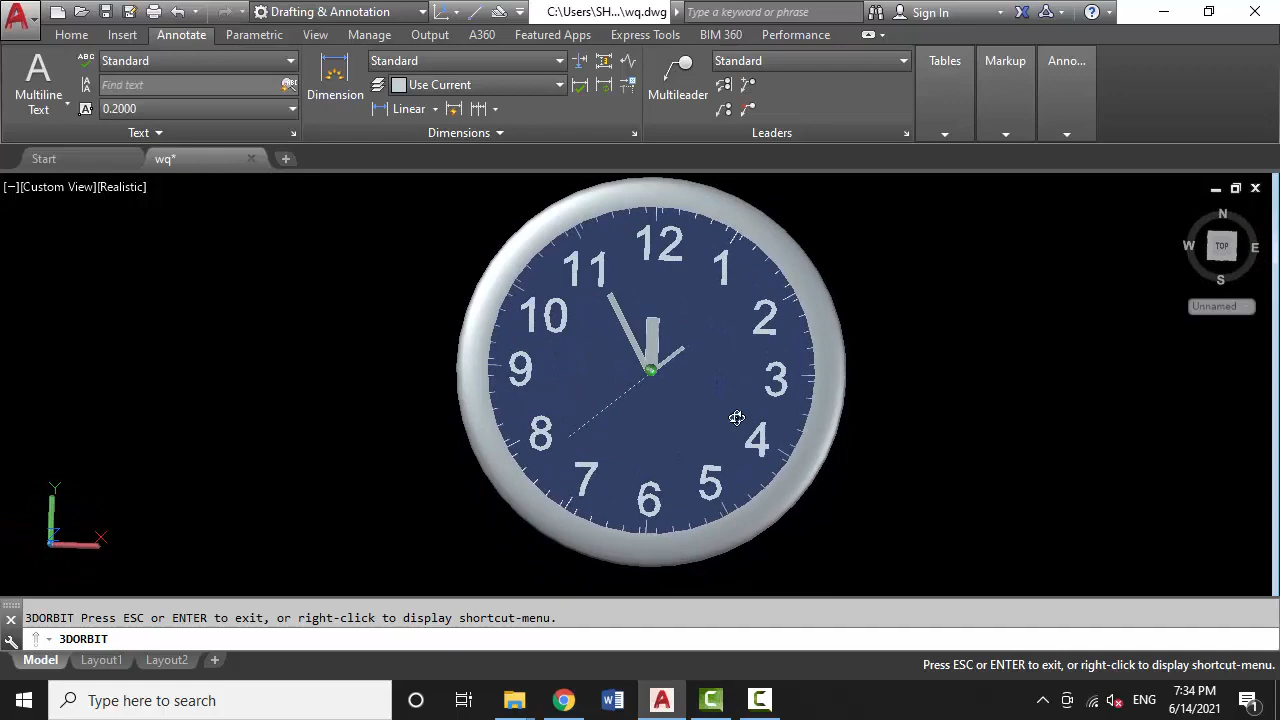 Drafting & Annotation
C:\Users\SH...\wq.dwg
Type a keyword or phrase
Sign In
Home Insert Annotate Parametric View Manage Output A360 Featured Apps Express Tools BIM 360 Performance
A
Multiline
Text
ABC
Standard
Find text
A
0.2000
Dimension
Standard
Use Current
Linear
Multileader
Standard
Tables
Markup
Anno...
Text
Dimensions
Leaders
Start
wq*
[−][Custom View][Realistic]
N
W
TOP
E
S
Unnamed
12
11
1
10
2
9
3
8
4
7
5
6
Y
Z
X
3DORBIT Press ESC or ENTER to exit, or right-click to display shortcut-menu.
3DORBIT
Model
Layout1
Layout2
Press ESC or ENTER to exit, or right-click to display shortcut-menu.
Type here to search
ENG
7:34 PM
6/14/2021
1